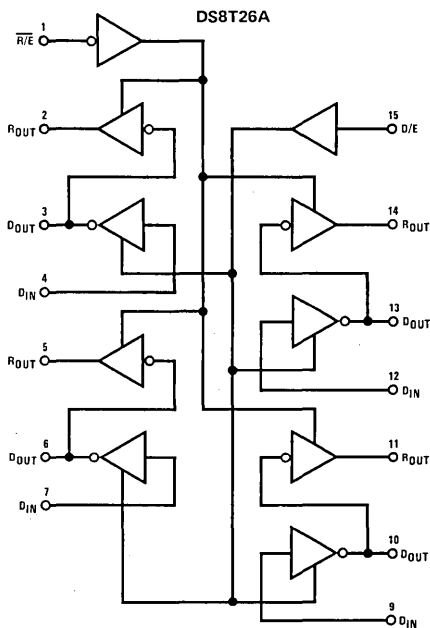 DS8T26A
1
R/E
2
ROUT
3
DOUT
4
DIN
5
ROUT
6
DOUT
7
DIN
15
D/E
14
ROUT
13
DOUT
12
DIN
11
ROUT
10
DOUT
9
DIN